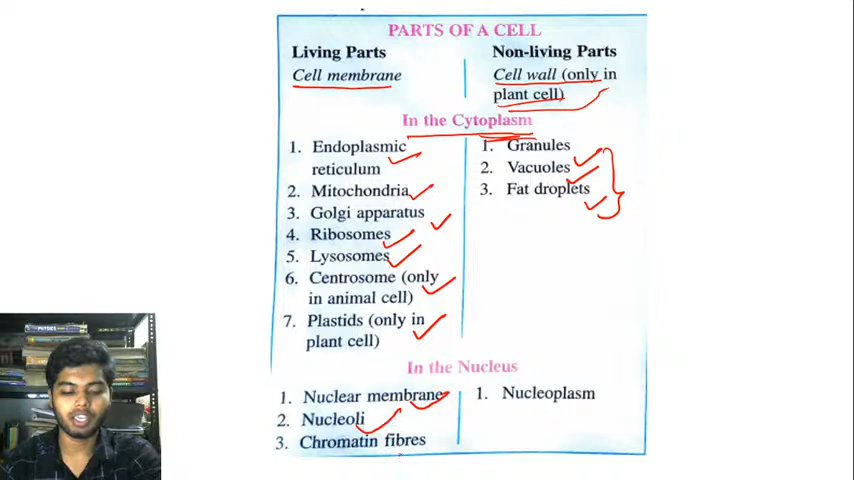 PARTS OF A CELL
Living Parts
Non-living Parts
Cell membrane
Cell wall (only in
plant cell)
In the Cytoplasm
1. Endoplasmic
reticulum
2. Mitochondria
3. Golgi apparatus
4. Ribosomes
5. Lysosomes
6. Centrosome (only
in animal cell)
7. Plastids (only in
plant cell)
1. Granules
2. Vacuoles
3. Fat droplets
In the Nucleus
1. Nuclear membrane
2. Nucleoli
3. Chromatin fibres
1. Nucleoplasm
PHYSICS